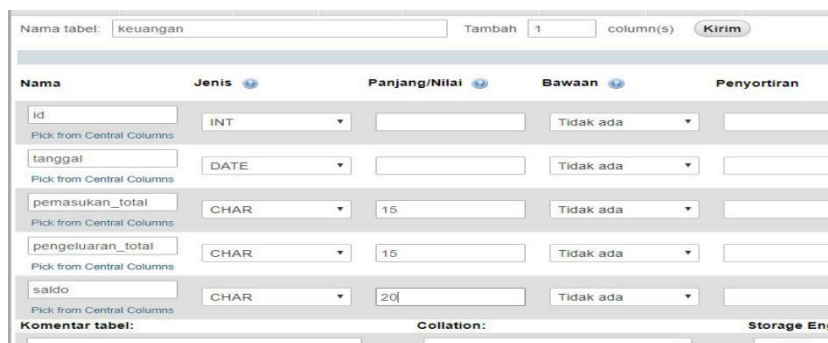 Nama tabel: keuangan Tambah 1 column(s) Kirim
Nama Jenis Panjang/Nilai Bawaan Penyortiran
id INT Tidak ada
Pick from Central Columns
tanggal DATE Tidak ada
Pick from Central Columns
pemasukan_total CHAR 15 Tidak ada
Pick from Central Columns
pengeluaran_total CHAR 15 Tidak ada
Pick from Central Columns
saldo CHAR 20 Tidak ada
Pick from Central Columns
Komentar tabel: Collation: Storage En